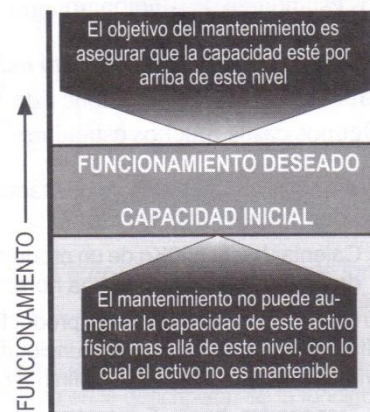 El objetivo del mantenimiento es
asegurar que la capacidad esté por
arriba de este nivel
FUNCIONAMIENTO DESEADO
CAPACIDAD INICIAL
El mantenimiento no puede au-
mentar la capacidad de este activo
físico mas allá de este nivel, con lo
cual el activo no es mantenible
FUNCIONAMIENTO